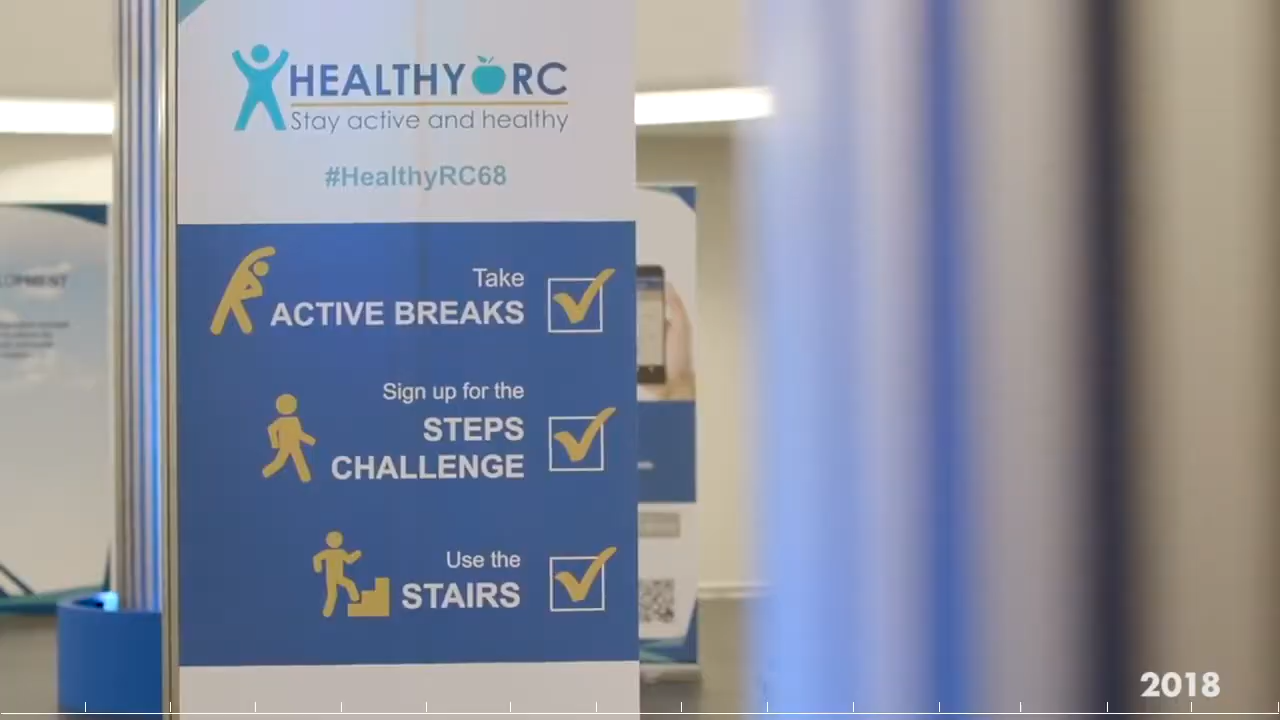 HEALTHY RC
Stay active and healthy
#HealthyRC68
Take
ACTIVE BREAKS
Sign up for the
STEPS
CHALLENGE
Use the
STAIRS
2018